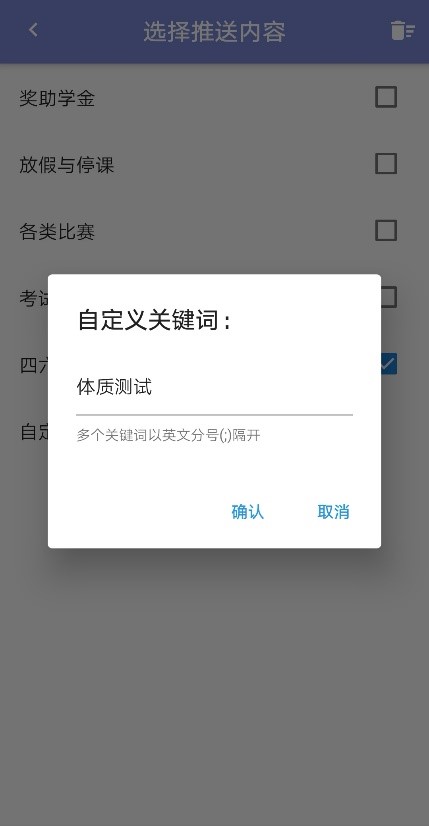 选择推送内容
奖助学金
放假与停课
各类比赛
考试
四六
自定
自定义关键词：
体质测试
多个关键词以英文分号(;)隔开
确认 取消